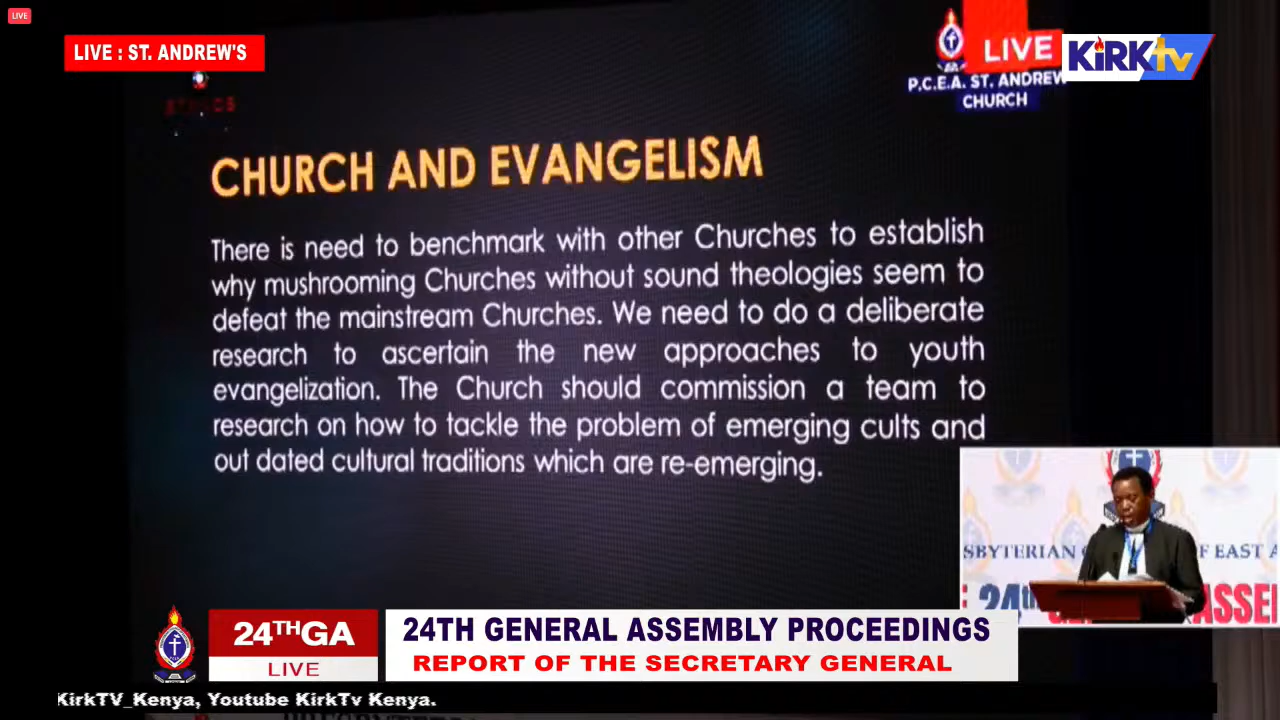 LIVE
LIVE : ST. ANDREW'S
LIVE
KiRKtv
P.C.E.A. ST. ANDREW
CHURCH
CHURCH AND EVANGELISM
There is need to benchmark with other Churches to establish
why mushrooming Churches without sound theologies seem to
defeat the mainstream Churches. We need to do a deliberate
research to ascertain the new approaches to youth
evangelization. The Church should commission a team to
research on how to tackle the problem of emerging cults and
out dated cultural traditions which are re-emerging.
SBYTERIAN
F EAST A
24th
ASSE
24TH GA
LIVE
24TH GENERAL ASSEMBLY PROCEEDINGS
REPORT OF THE SECRETARY GENERAL
KirkTV_Kenya, Youtube KirkTv Kenya.